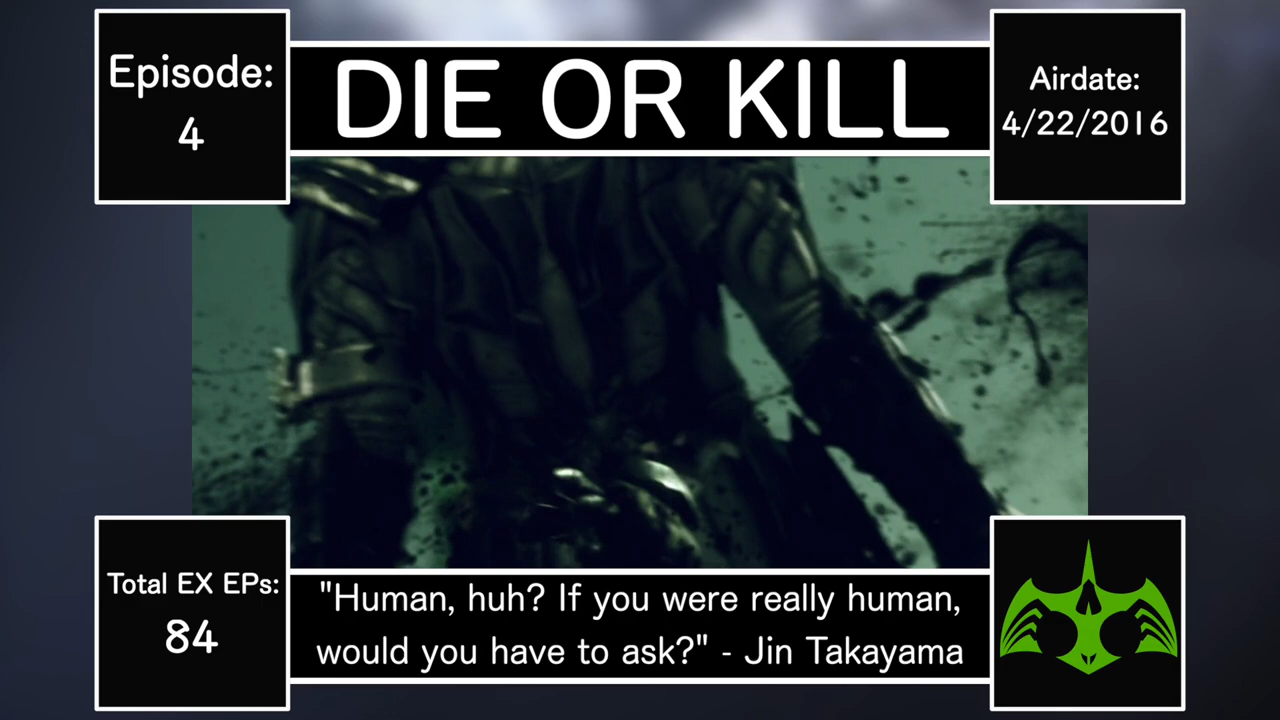 Episode:
4
DIE OR KILL
Airdate:
4/22/2016
Total EX EPs:
84
"Human, huh? If you were really human,
would you have to ask?" - Jin Takayama